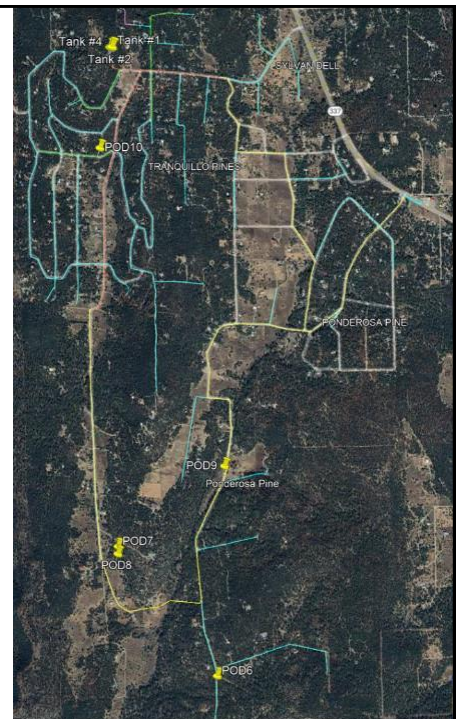 Tank #4 Tank #1
Tank #2
SYLVAN DELL
337
POD10
TRANQUILLO PINES
PONDEROSA PINE
POD9
Ponderosa Pine
POD7
POD8
POD6